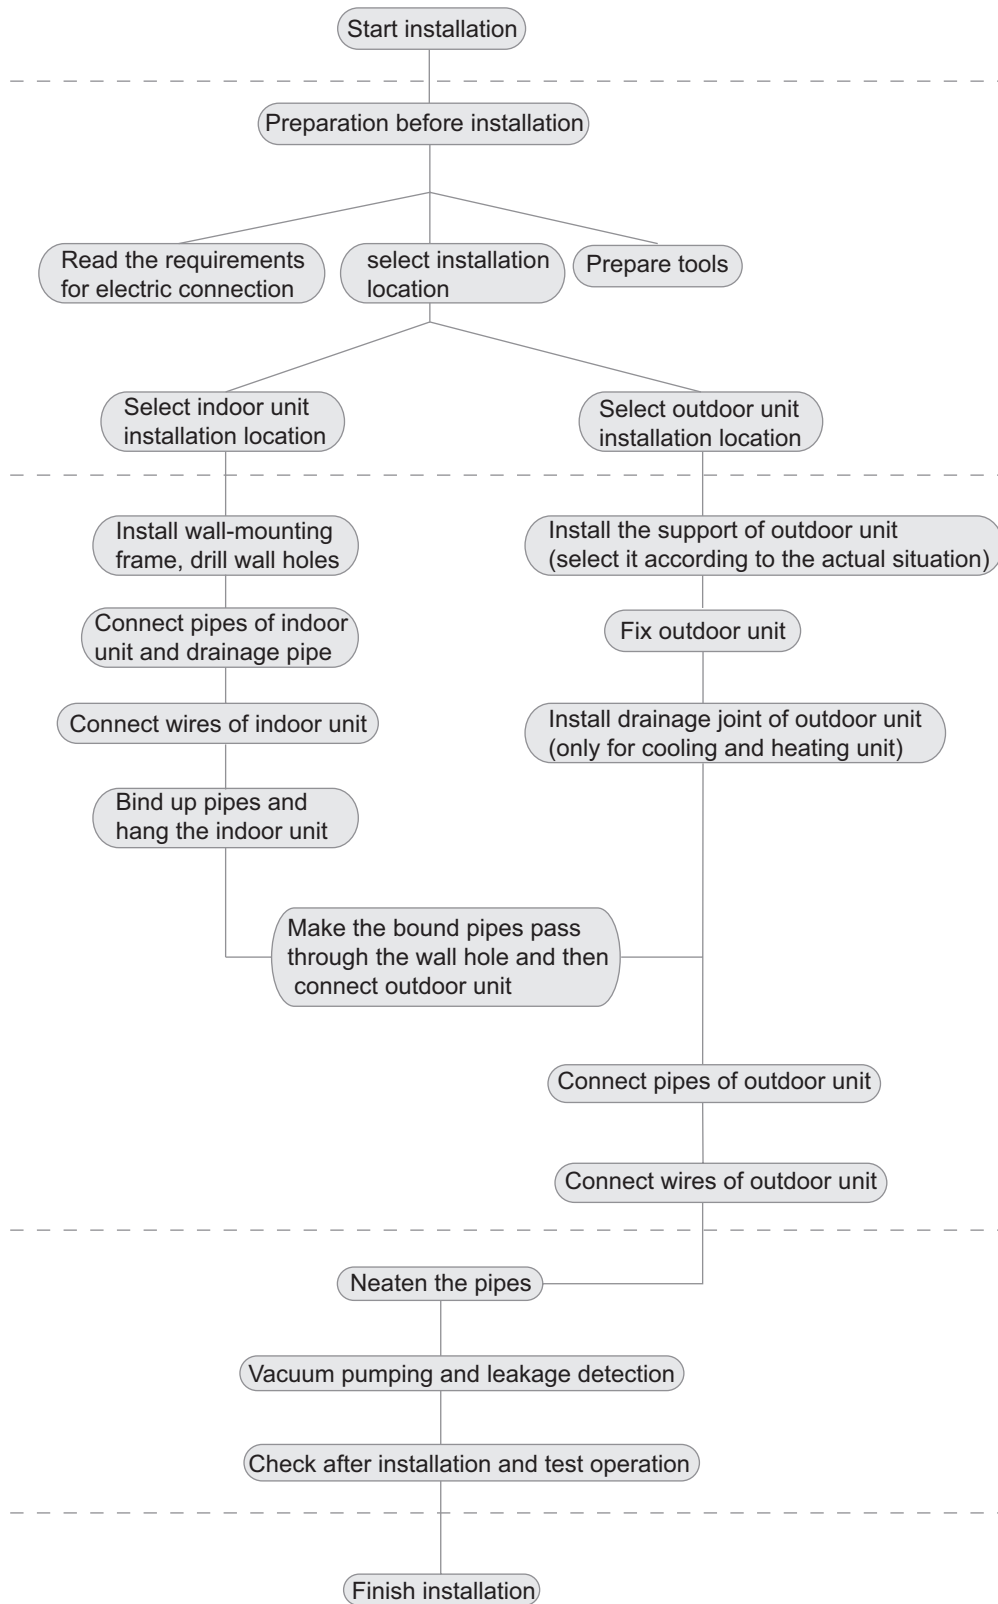 Start installation
Preparation before installation
Read the requirements
for electric connection
select installation
location
Prepare tools
Select indoor unit
installation location
Select outdoor unit
installation location
Install wall-mounting
frame, drill wall holes
Install the support of outdoor unit
(select it according to the actual situation)
Connect pipes of indoor
unit and drainage pipe
Fix outdoor unit
Connect wires of indoor unit
Install drainage joint of outdoor unit
(only for cooling and heating unit)
Bind up pipes and
hang the indoor unit
Make the bound pipes pass
through the wall hole and then
connect outdoor unit
Connect pipes of outdoor unit
Connect wires of outdoor unit
Neaten the pipes
Vacuum pumping and leakage detection
Check after installation and test operation
Finish installation